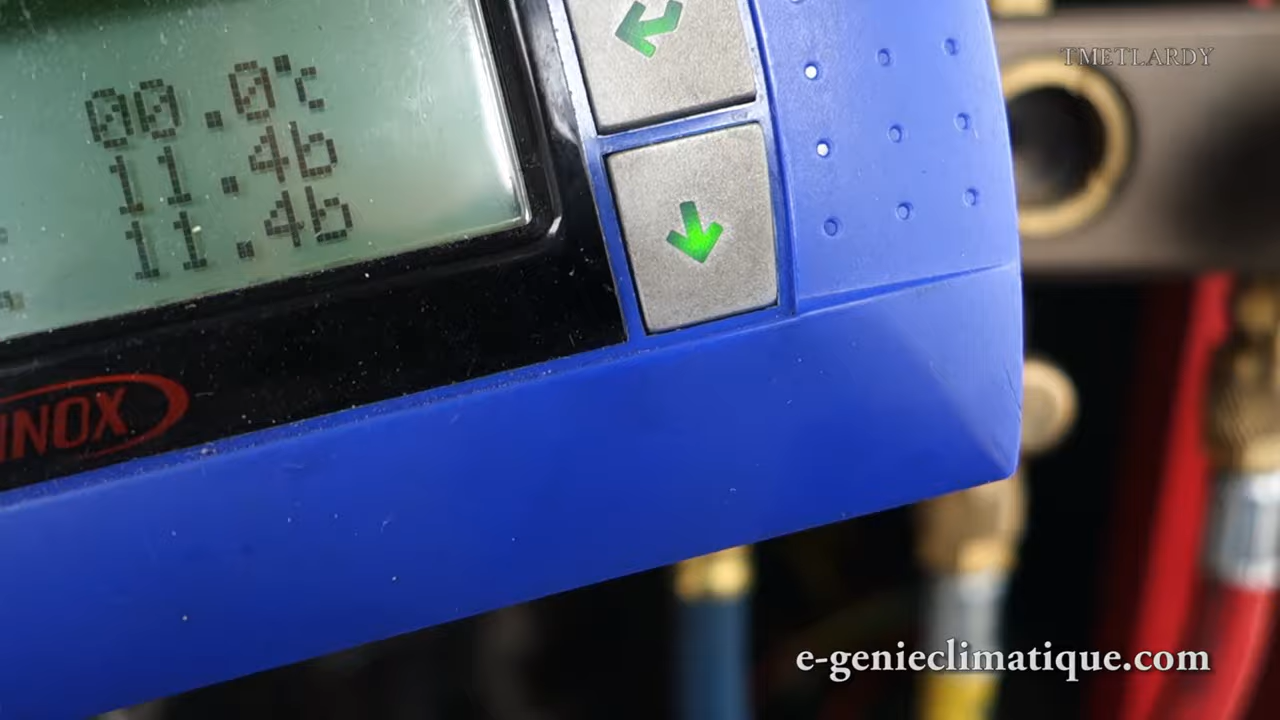 TMETLARDY
00.0°c
11.4b
11.4b
INOX
e-genieclimatique.com